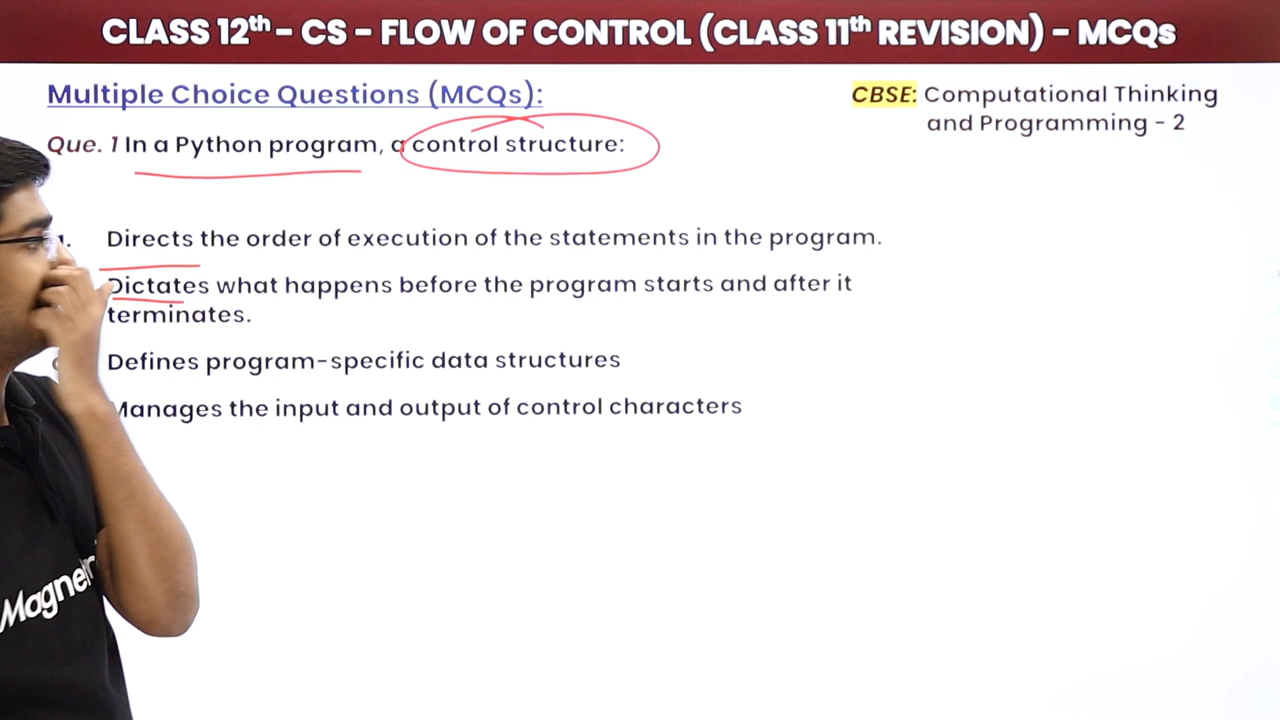 CLASS 12th – CS – FLOW OF CONTROL (CLASS 11th REVISION) – MCQs
Multiple Choice Questions (MCQs):
CBSE: Computational Thinking
and Programming - 2
Que. 1 In a Python program, a control structure:
Directs the order of execution of the statements in the program.
Dictates what happens before the program starts and after it
terminates.
Defines program-specific data structures
Manages the input and output of control characters